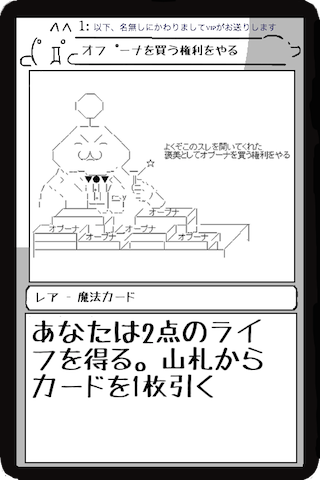 1: 以下、名無しにかわりましてVIPがお送りします
オプーナを買う権利をやる
よくぞこのスレを開いてくれた
褒美としてオプーナを買う権利をやる
オプーナ
オプーナ オプーナ オプーナ
レア - 魔法カード
あなたは2点のライ
フを得る。山札から
カードを1枚引く